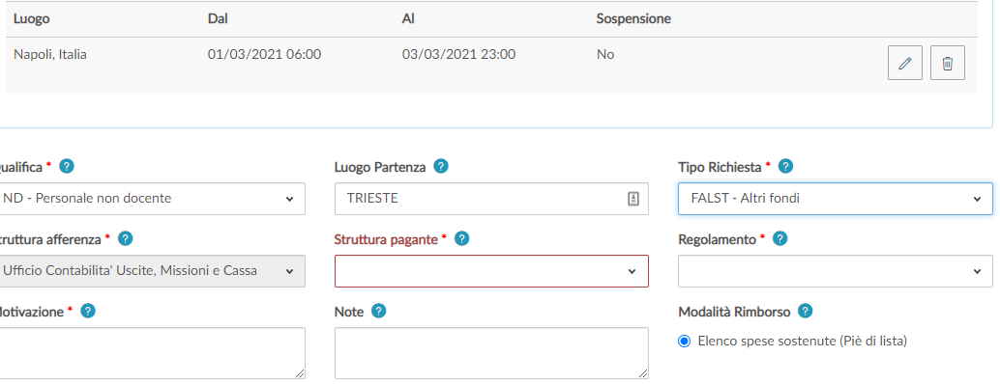 Luogo Dal Al Sospensione
Napoli, Italia 01/03/2021 06:00 03/03/2021 23:00 No
ualifica * ? Luogo Partenza ? Tipo Richiesta * ?
ND - Personale non docente TRIESTE FALST - Altri fondi
truttura afferenza * ? Struttura pagante * ? Regolamento * ?
Ufficio Contabilita' Uscite, Missioni e Cassa
otivazione * ? Note ? Modalità Rimborso ?
Elenco spese sostenute (Piè di lista)